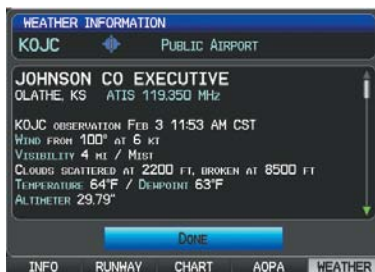 WEATHER INFORMATION
KOJC PUBLIC AIRPORT
JOHNSON CO EXECUTIVE
OLATHE, KS ATIS 119.350 MHz
KOJC OBSERVATION FEB 3 11:53 AM CST
WIND FROM 100° AT 6 KT
VISIBILITY 4 MI / MIST
CLOUDS SCATTERED AT 2200 FT, BROKEN AT 8500 FT
TEMPERATURE 64°F / DEWPOINT 63°F
ALTIMETER 29.79"
DONE
INFO RUNWAY CHART AOPA WEATHER